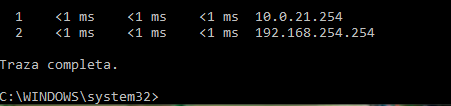 1    <1 ms    <1 ms    <1 ms  10.0.21.254
2    <1 ms    <1 ms    <1 ms  192.168.254.254
Traza completa.
C:\WINDOWS\system32>